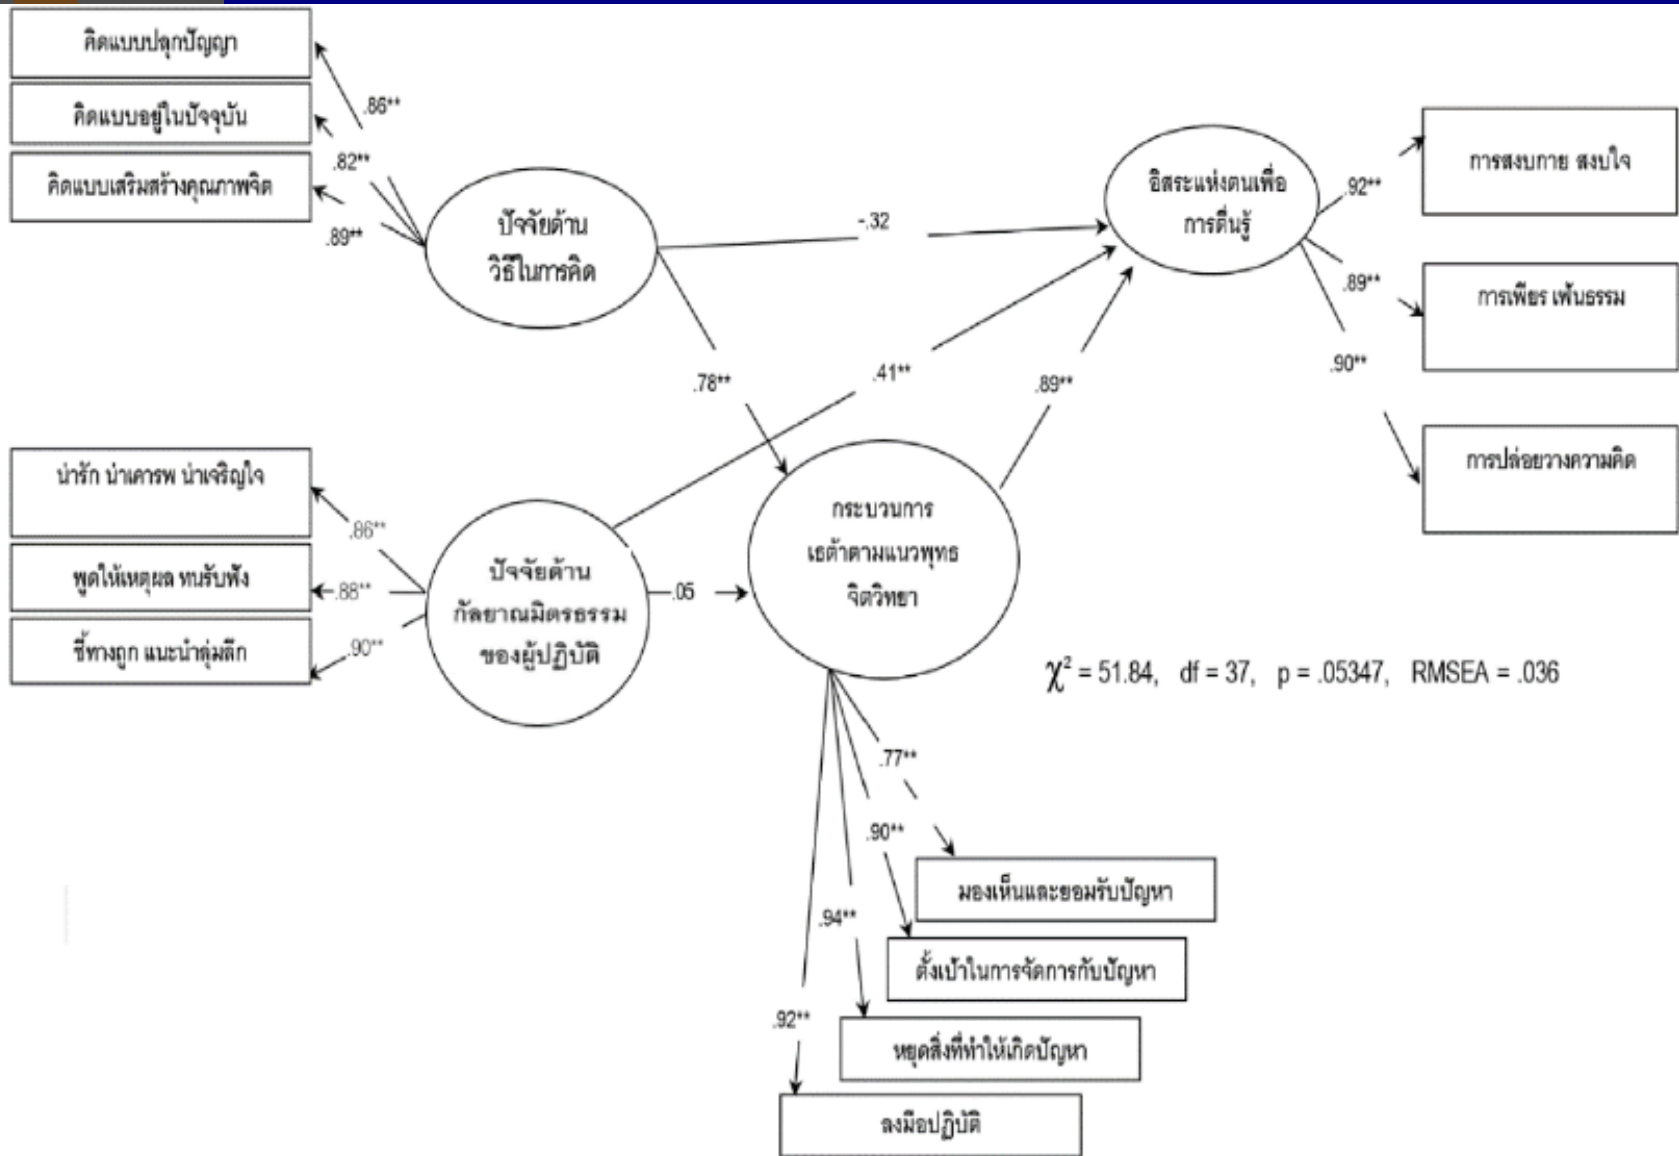 คิดแบบปลุกปัญญา
.86**
คิดแบบอยู่ในปัจจุบัน
.82**
คิดแบบเสริมสร้างคุณภาพจิต
.89**
ปัจจัยด้าน
วิธีในการคิด
-.32
อิสระแห่งตนเพื่อ
การตื่นรู้
.92**
การสงบกาย สงบใจ
.89**
การเพียร เพ้นธรรม
.90**
การปล่อยวางความคิด
.78**
.41**
.89**
น่ารัก น่าเคารพ น่าเจริญใจ
.86**
พูดให้เหตุผล ทนรับฟัง
.88**
ชี้ทางถูก แนะนำลุ่มลึก
.90**
ปัจจัยด้าน
กัลยาณมิตรธรรม
ของผู้ปฏิบัติ
.05
กระบวนการ
เธต้าตามแนวพุทธ
จิตวิทยา
χ² = 51.84, df = 37, p = .05347, RMSEA = .036
.77**
.90**
.94**
.92**
มองเห็นและยอมรับปัญหา
ตั้งเป้าในการจัดการกับปัญหา
หยุดสิ่งที่ทำให้เกิดปัญหา
ลงมือปฏิบัติ